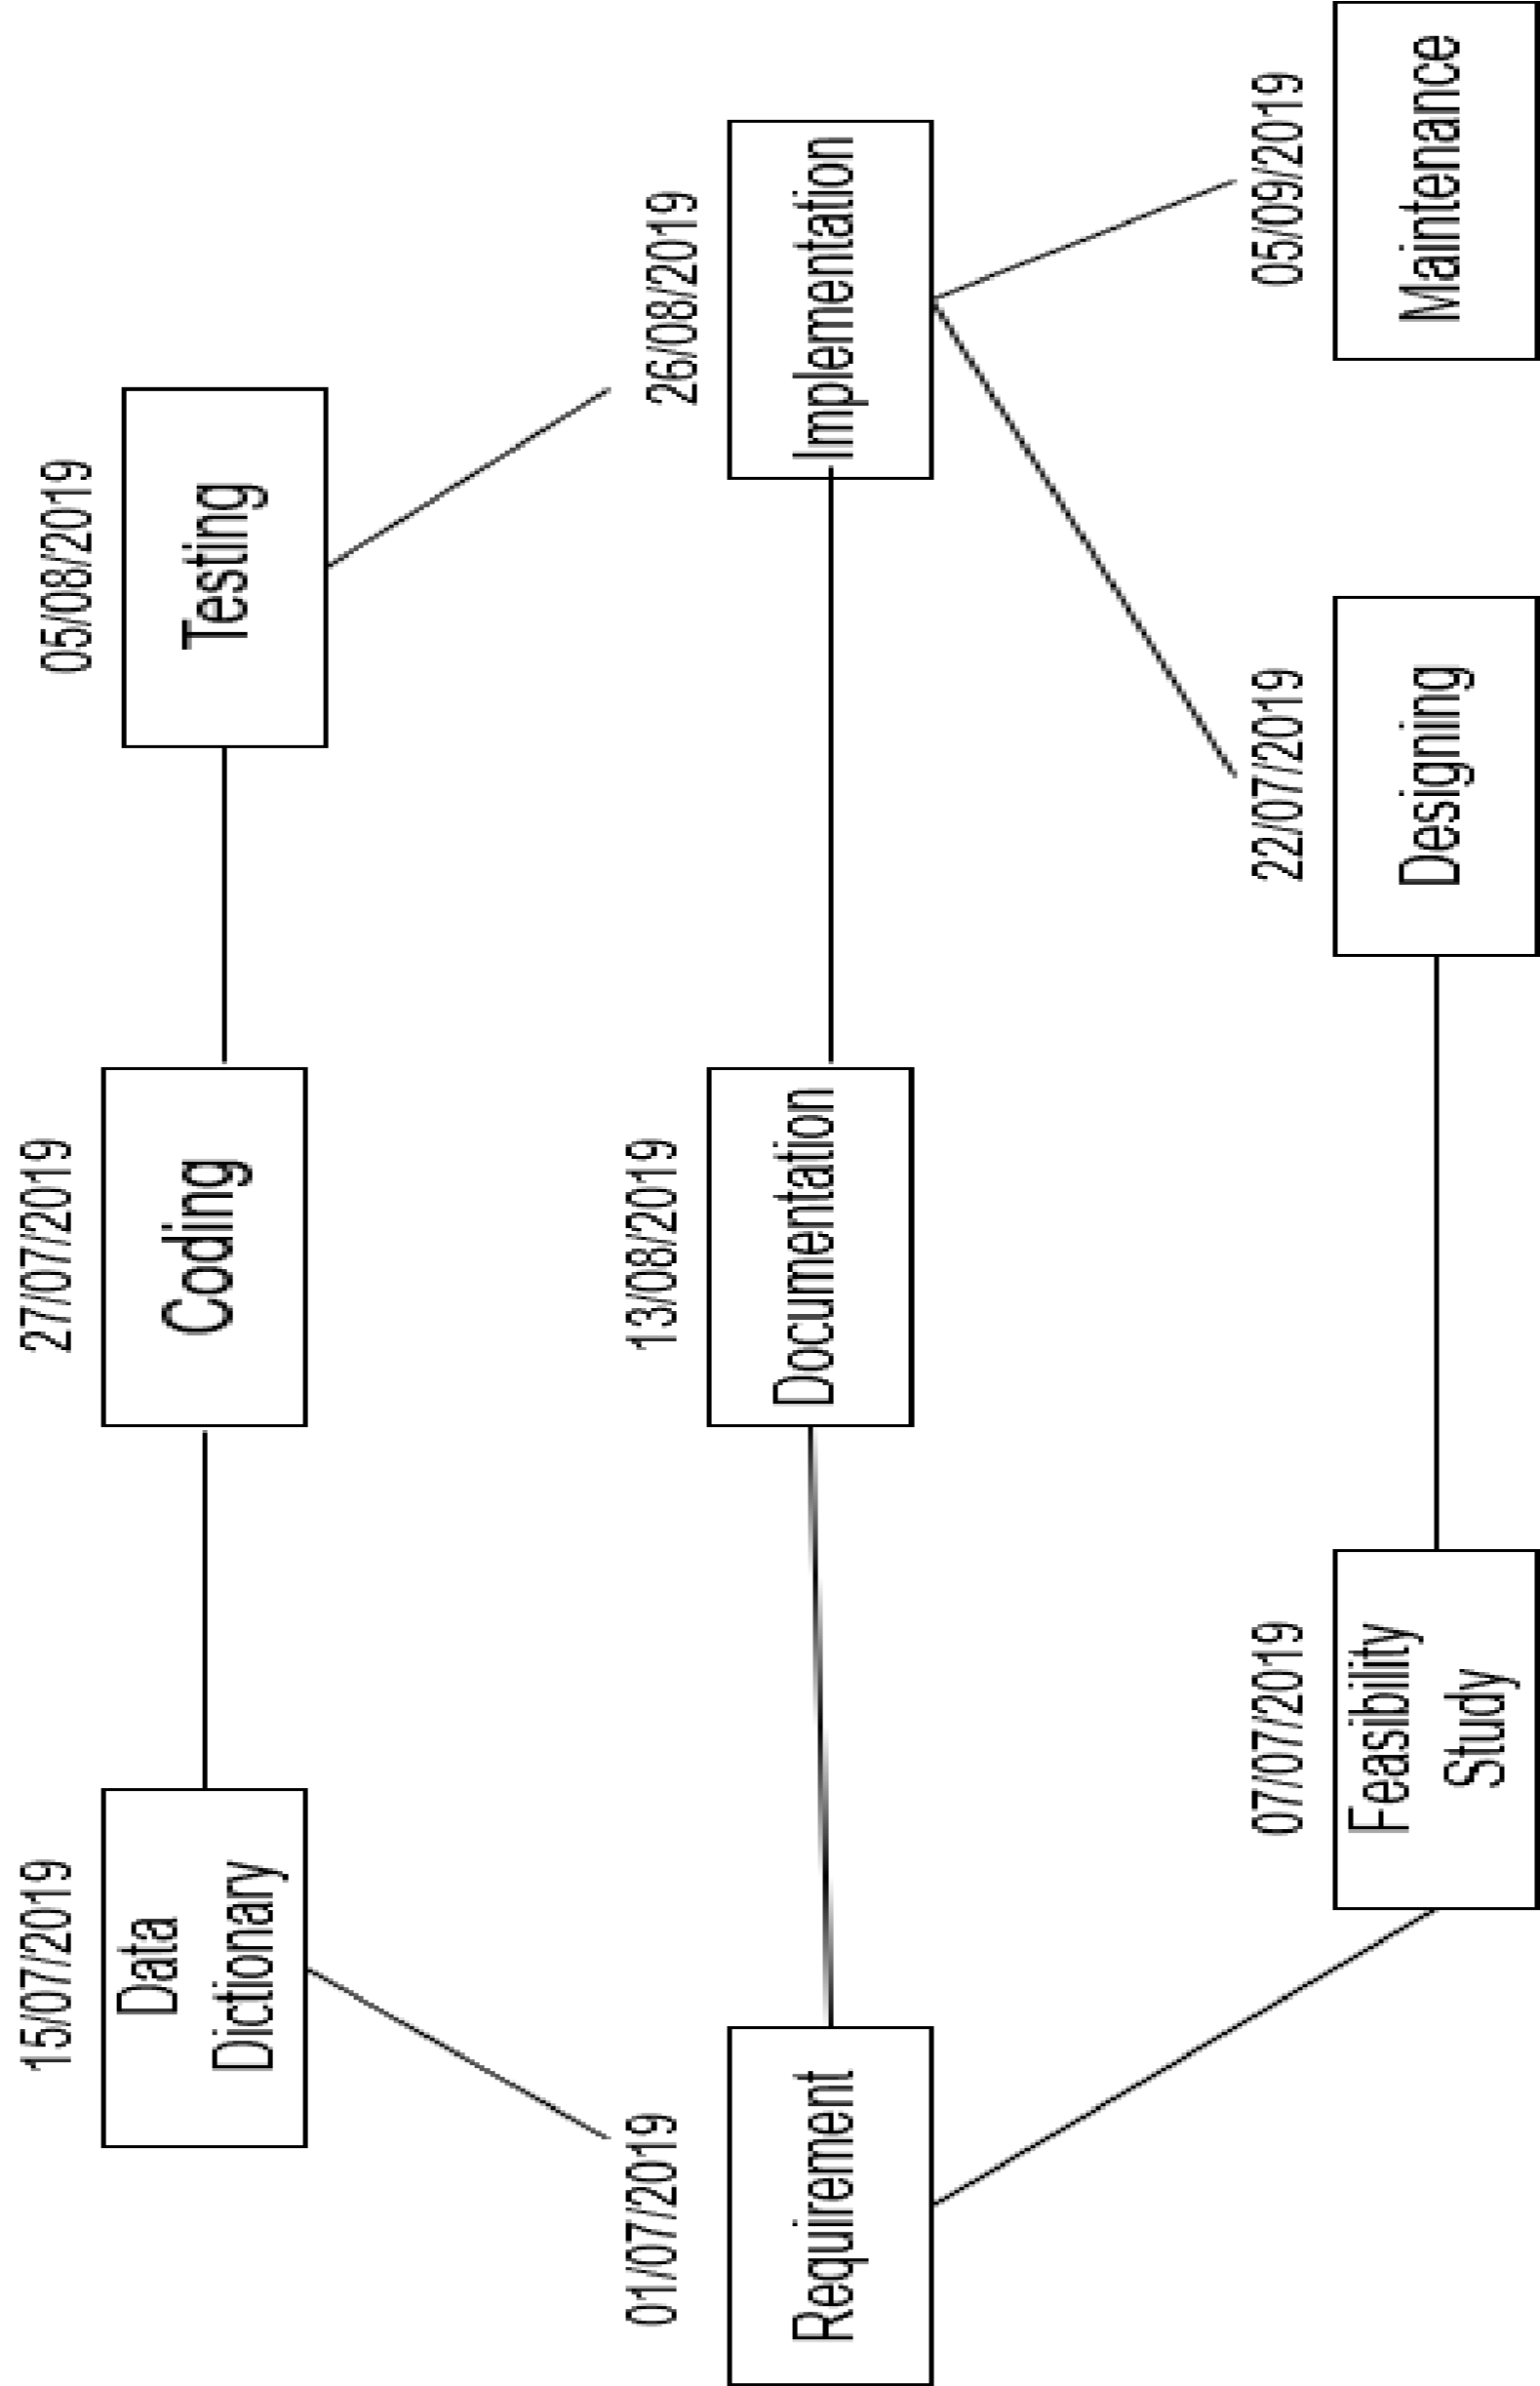 15/07/2019
Data
Dictionary
27/07/2019
Coding
05/08/2019
Testing
01/07/2019
Requirement
13/08/2019
Documentation
26/08/2019
Implementation
07/07/2019
Feasibility
Study
22/07/2019
Designing
05/09/2019
Maintenance